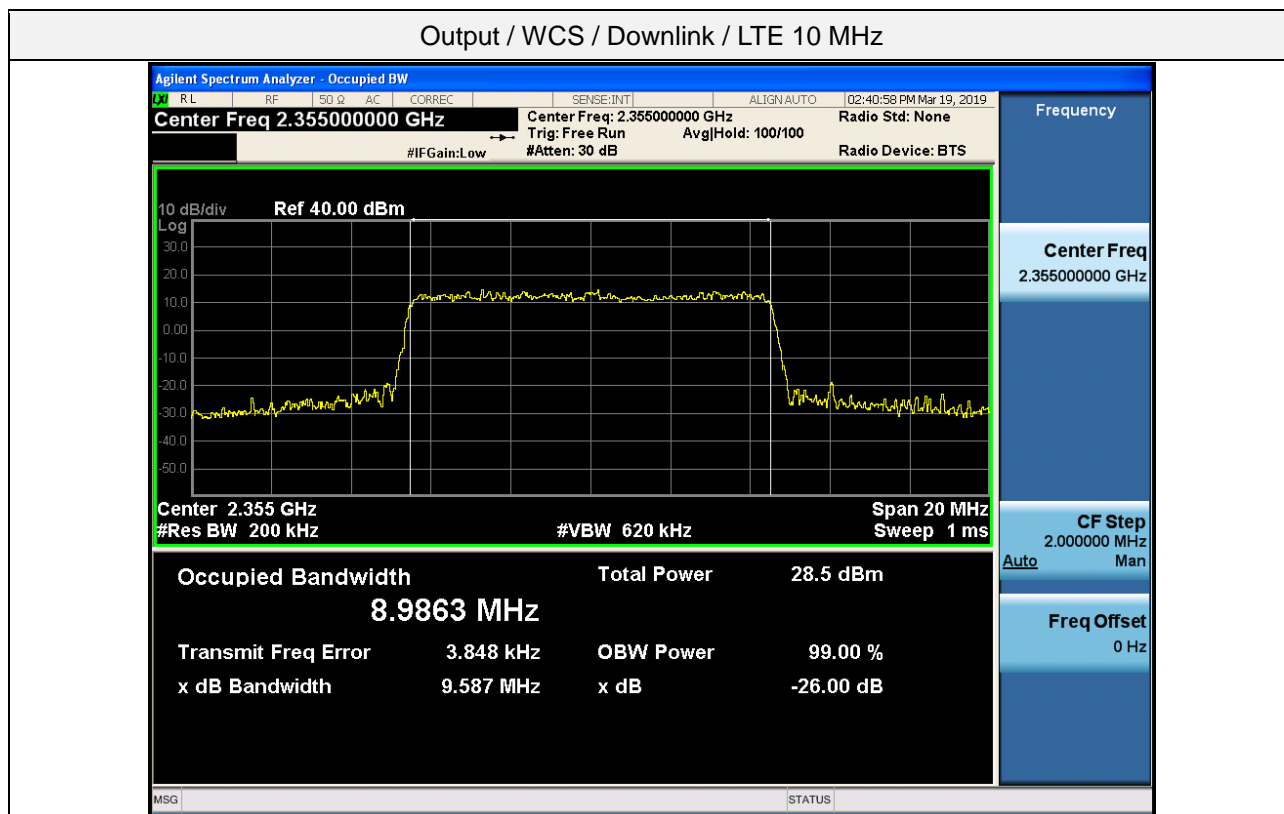 Output / WCS / Downlink / LTE 10 MHz
Agilent Spectrum Analyzer - Occupied BW
LXI RL RF 50 Ω AC CORREC SENSE:INT ALIGN AUTO 02:40:58 PM Mar 19, 2019
Center Freq 2.355000000 GHz Center Freq: 2.355000000 GHz Radio Std: None
Trig: Free Run Avg|Hold: 100/100
#IFGain:Low #Atten: 30 dB Radio Device: BTS
10 dB/div Ref 40.00 dBm
Log
30.0
20.0
10.0
0.00
-10.0
-20.0
-30.0
-40.0
-50.0
Center 2.355 GHz Span 20 MHz
#Res BW 200 kHz #VBW 620 kHz Sweep 1 ms
Occupied Bandwidth Total Power 28.5 dBm
8.9863 MHz
Transmit Freq Error 3.848 kHz OBW Power 99.00 %
x dB Bandwidth 9.587 MHz x dB -26.00 dB
MSG STATUS
Frequency
Center Freq
2.355000000 GHz
CF Step
2.000000 MHz
Auto Man
Freq Offset
0 Hz